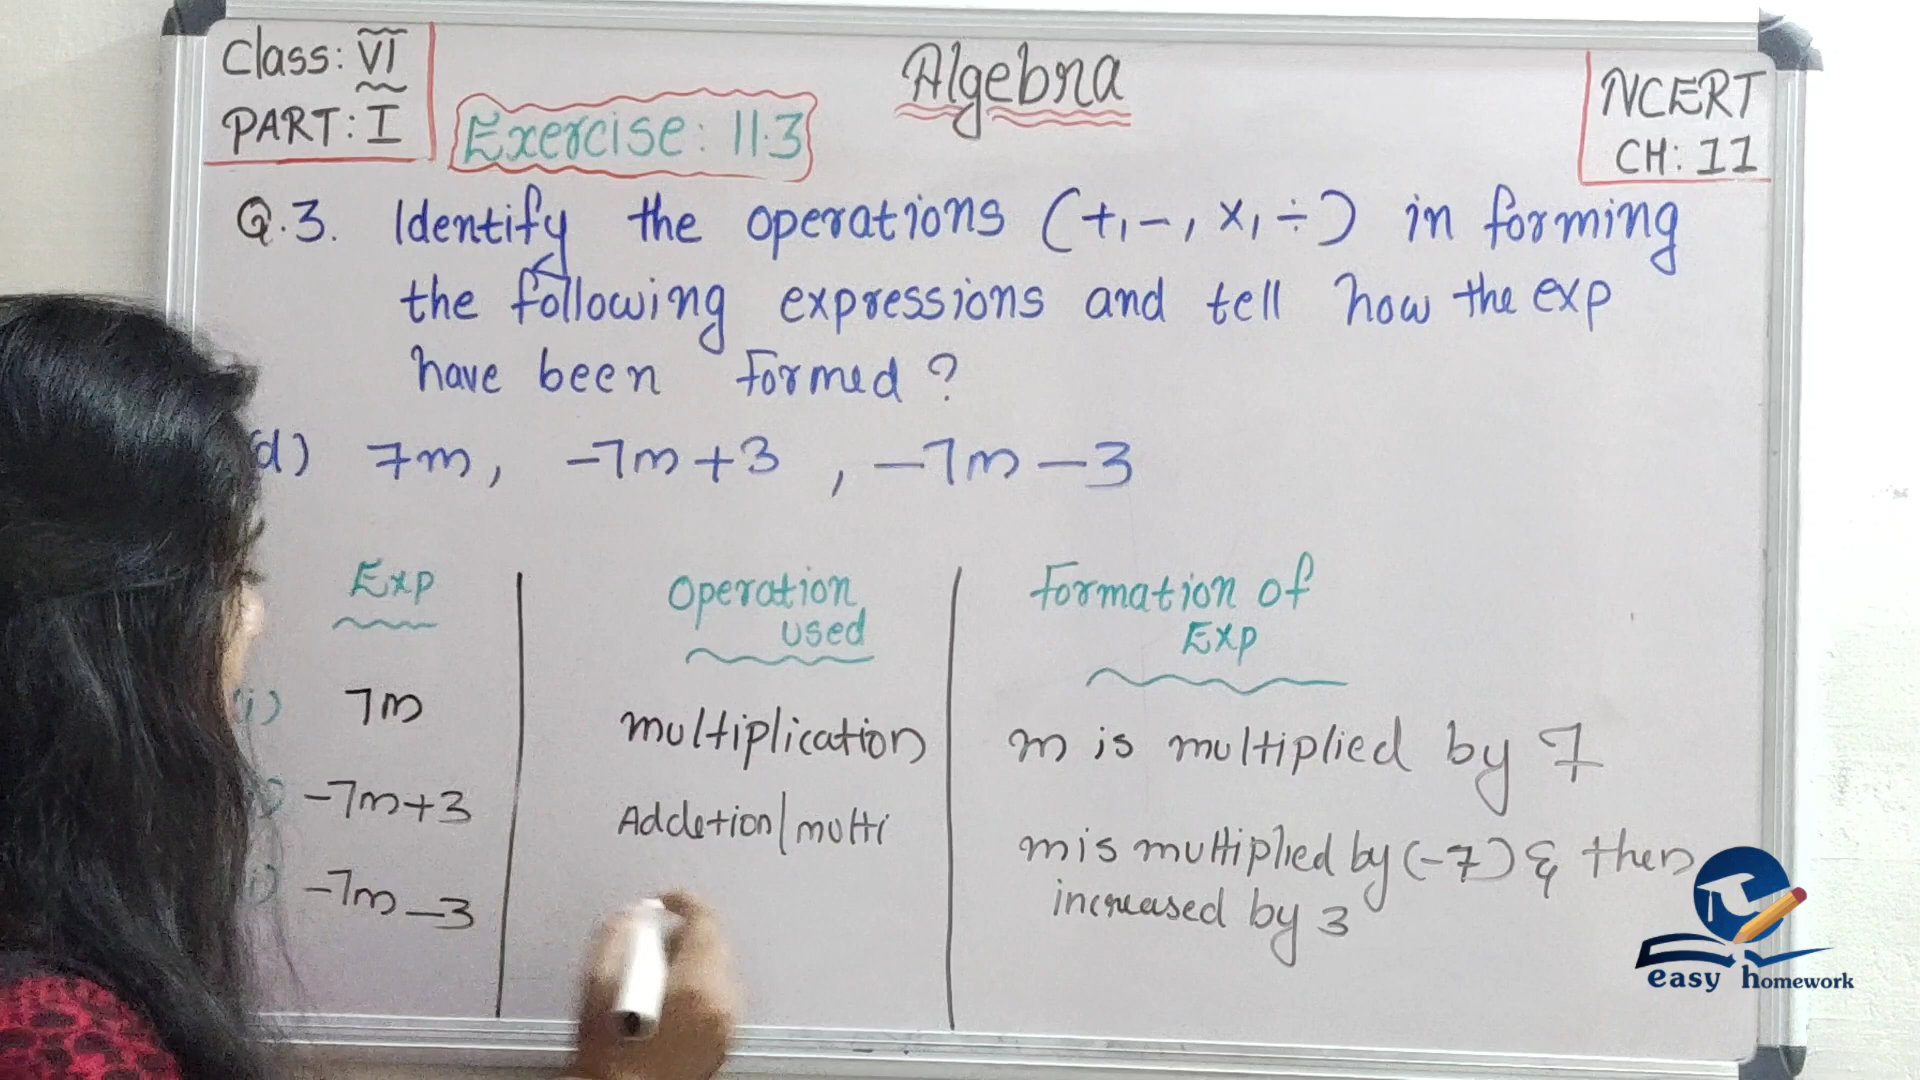 Class: VI
PART: I
Exercise: 11.3
Algebra
NCERT
CH: 11
Q.3. Identify the operations (+, -, ×, ÷) in forming
the following expressions and tell how the exp
have been formed?
d) 7m, -7m+3, -7m-3
Exp
Operation used
Formation of Exp
i) 7m
multiplication
m is multiplied by 7
-7m+3
Addetion/multi
m is multiplied by (-7) & then
increased by 3
i) -7m-3
easy homework